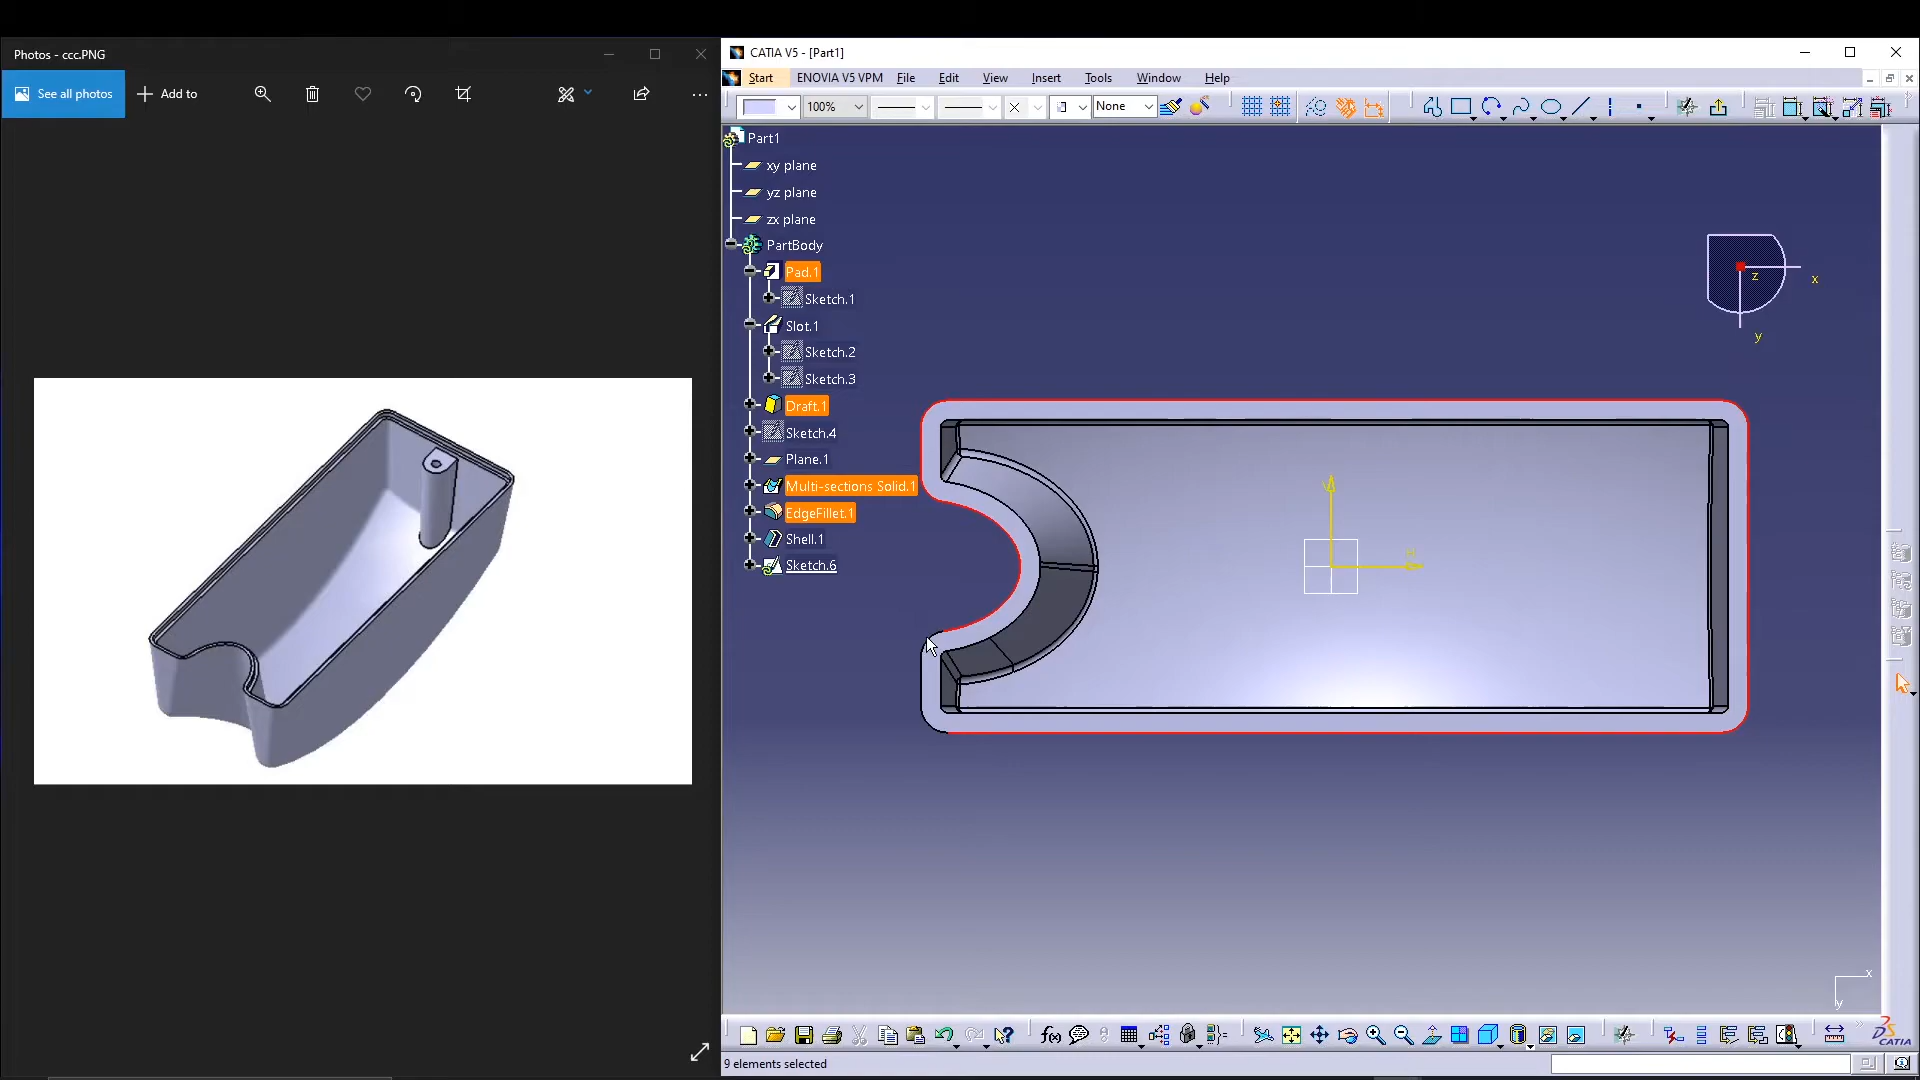 Photos - ccc.PNG
See all photos
Add to
CATIA V5 - [Part1]
Start
ENOVIA V5 VPM
File
Edit
View
Insert
Tools
Window
Help
100%
None
Part1
xy plane
yz plane
zx plane
PartBody
Pad.1
Sketch.1
Slot.1
Sketch.2
Sketch.3
Draft.1
Sketch.4
Plane.1
Multi-sections Solid.1
EdgeFillet.1
Shell.1
Sketch.6
z
x
y
V
H
x
y
f(x)
CATIA
9 elements selected